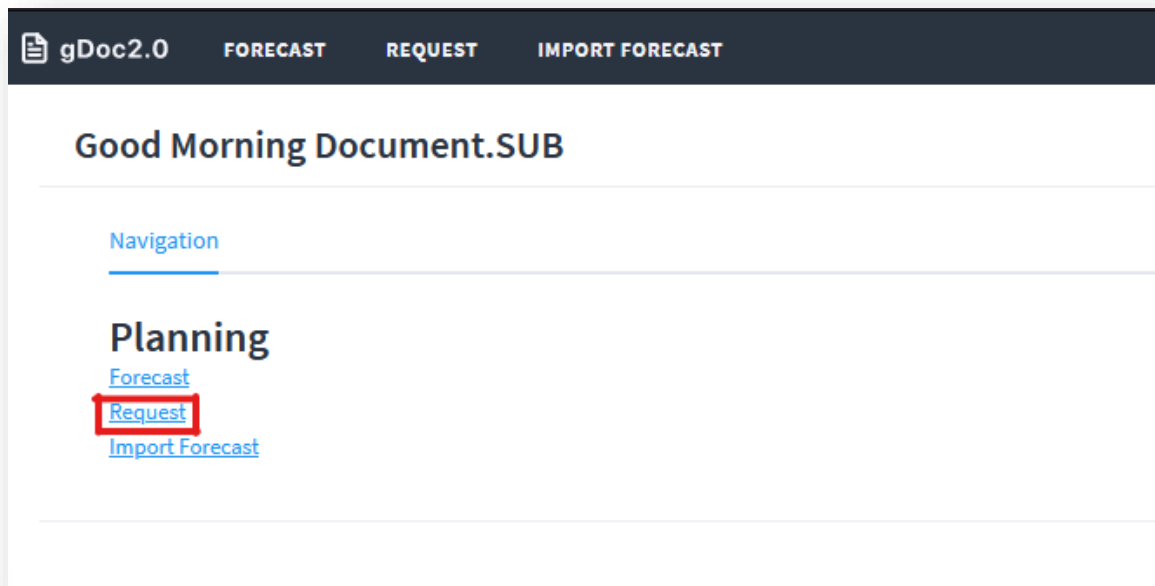 gDoc2.0 FORECAST REQUEST IMPORT FORECAST
Good Morning Document.SUB
Navigation
Planning
Forecast
Request
Import Forecast